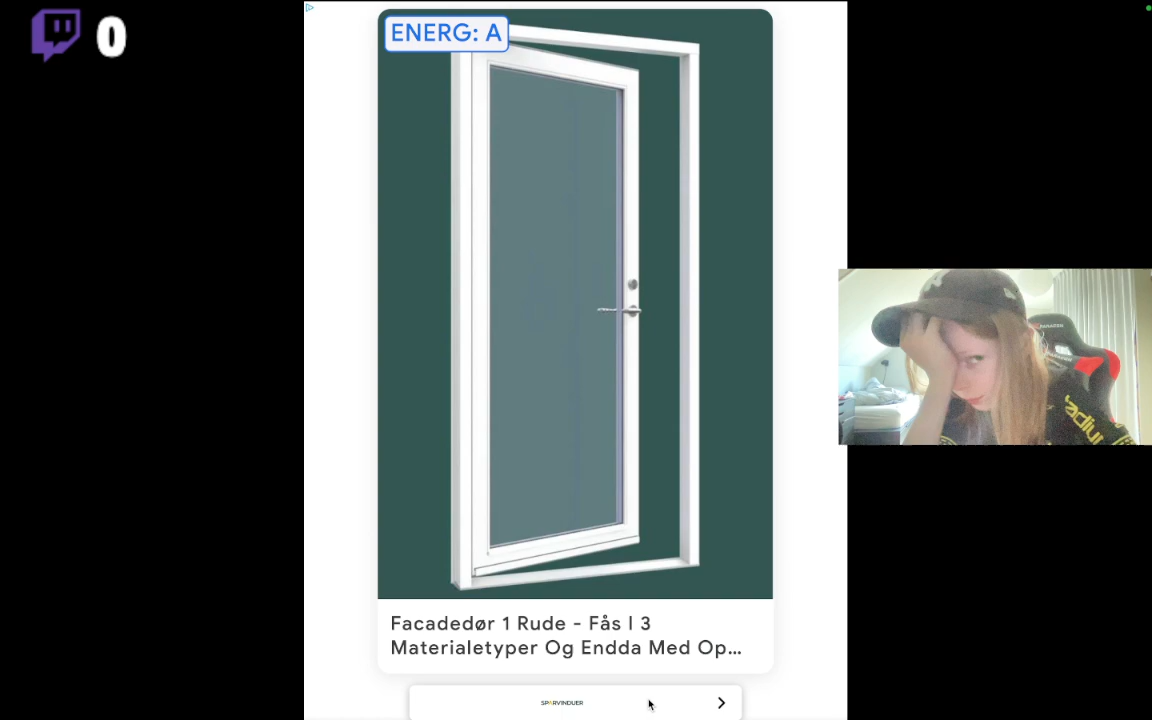 0
ENERG: A
Facadedør 1 Rude - Fås I 3
Materialetyper Og Endda Med Op...
SPARVINDUER